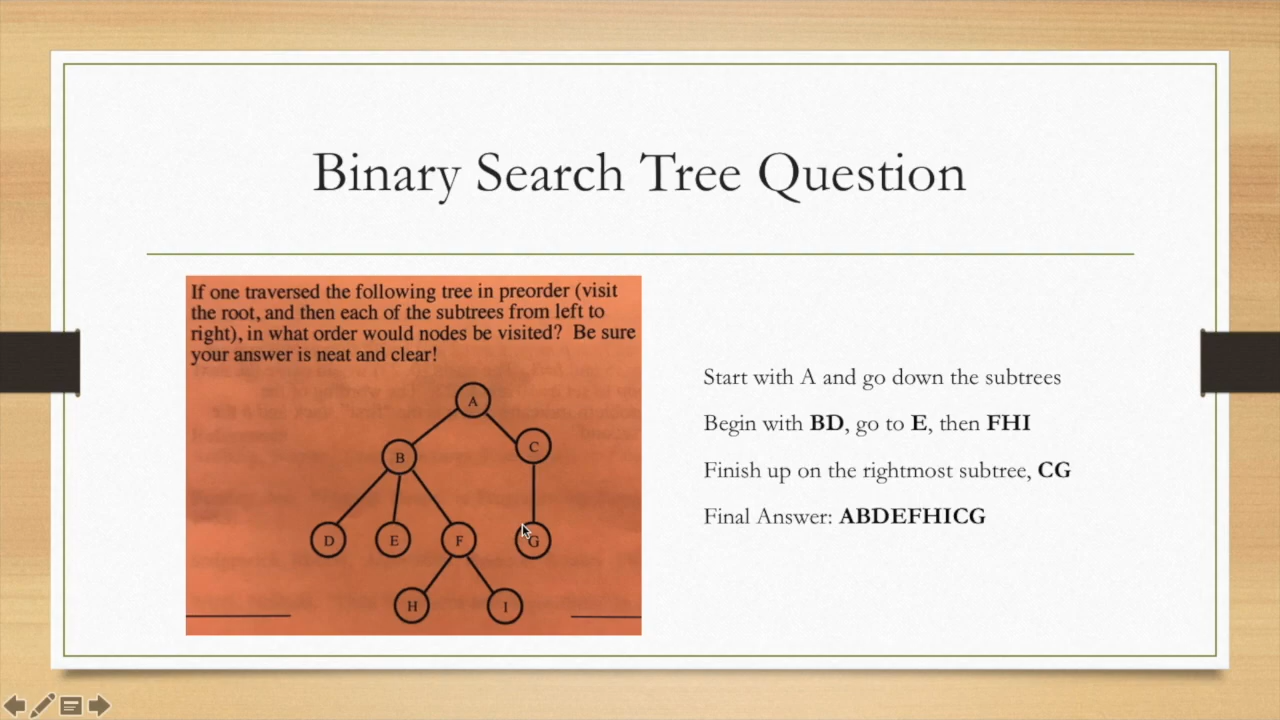 Binary Search Tree Question
If one traversed the following tree in preorder (visit
the root, and then each of the subtrees from left to
right), in what order would nodes be visited? Be sure
your answer is neat and clear!
A
B
C
D
E
F
G
H
I
Start with A and go down the subtrees
Begin with BD, go to E, then FHI
Finish up on the rightmost subtree, CG
Final Answer: ABDEFHICG